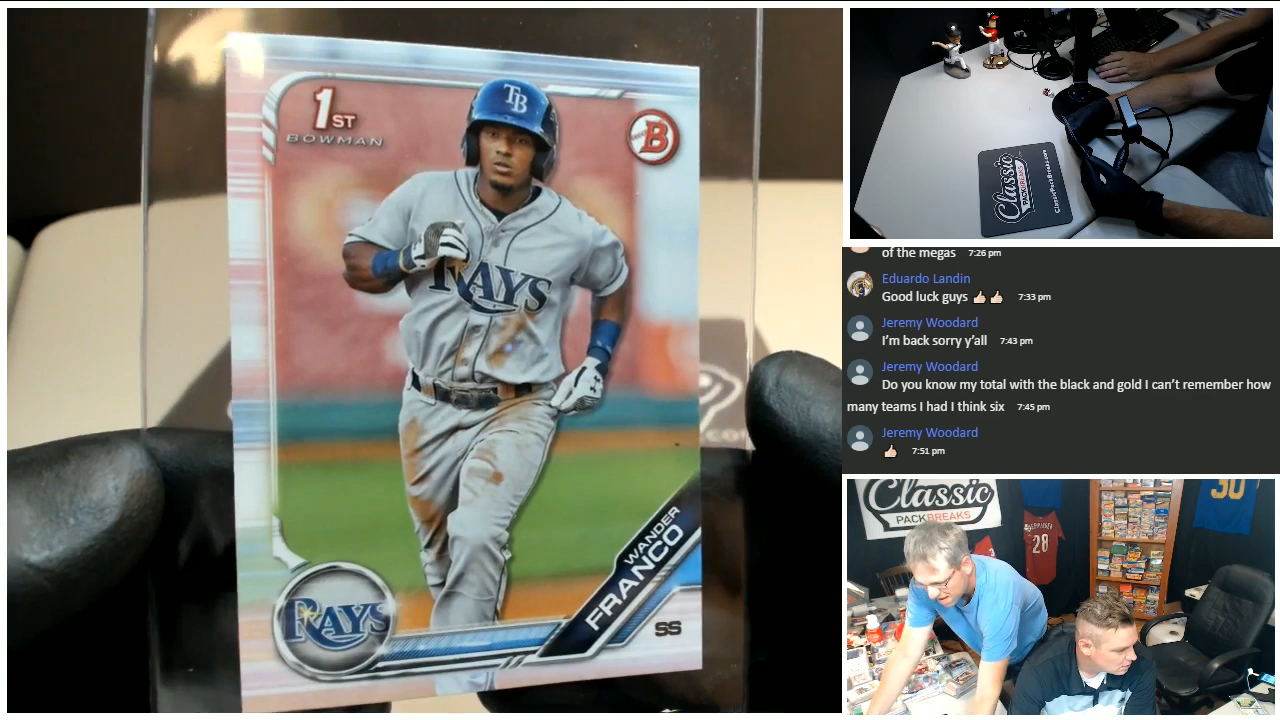 1ST
BOWMAN
B
TB
RAYS
WANDER
FRANCO
SS
RAYS
Classic
PACK BREAKS
ClassicPackBreaks.com
of the megas 7:26 pm
Eduardo Landin
Good luck guys 👍🏻👍🏻 7:33 pm
Jeremy Woodard
I'm back sorry y'all 7:43 pm
Jeremy Woodard
Do you know my total with the black and gold I can't remember how
many teams I had I think six 7:45 pm
Jeremy Woodard
👍🏻 7:51 pm
Classic
PACKBREAKS
28
30